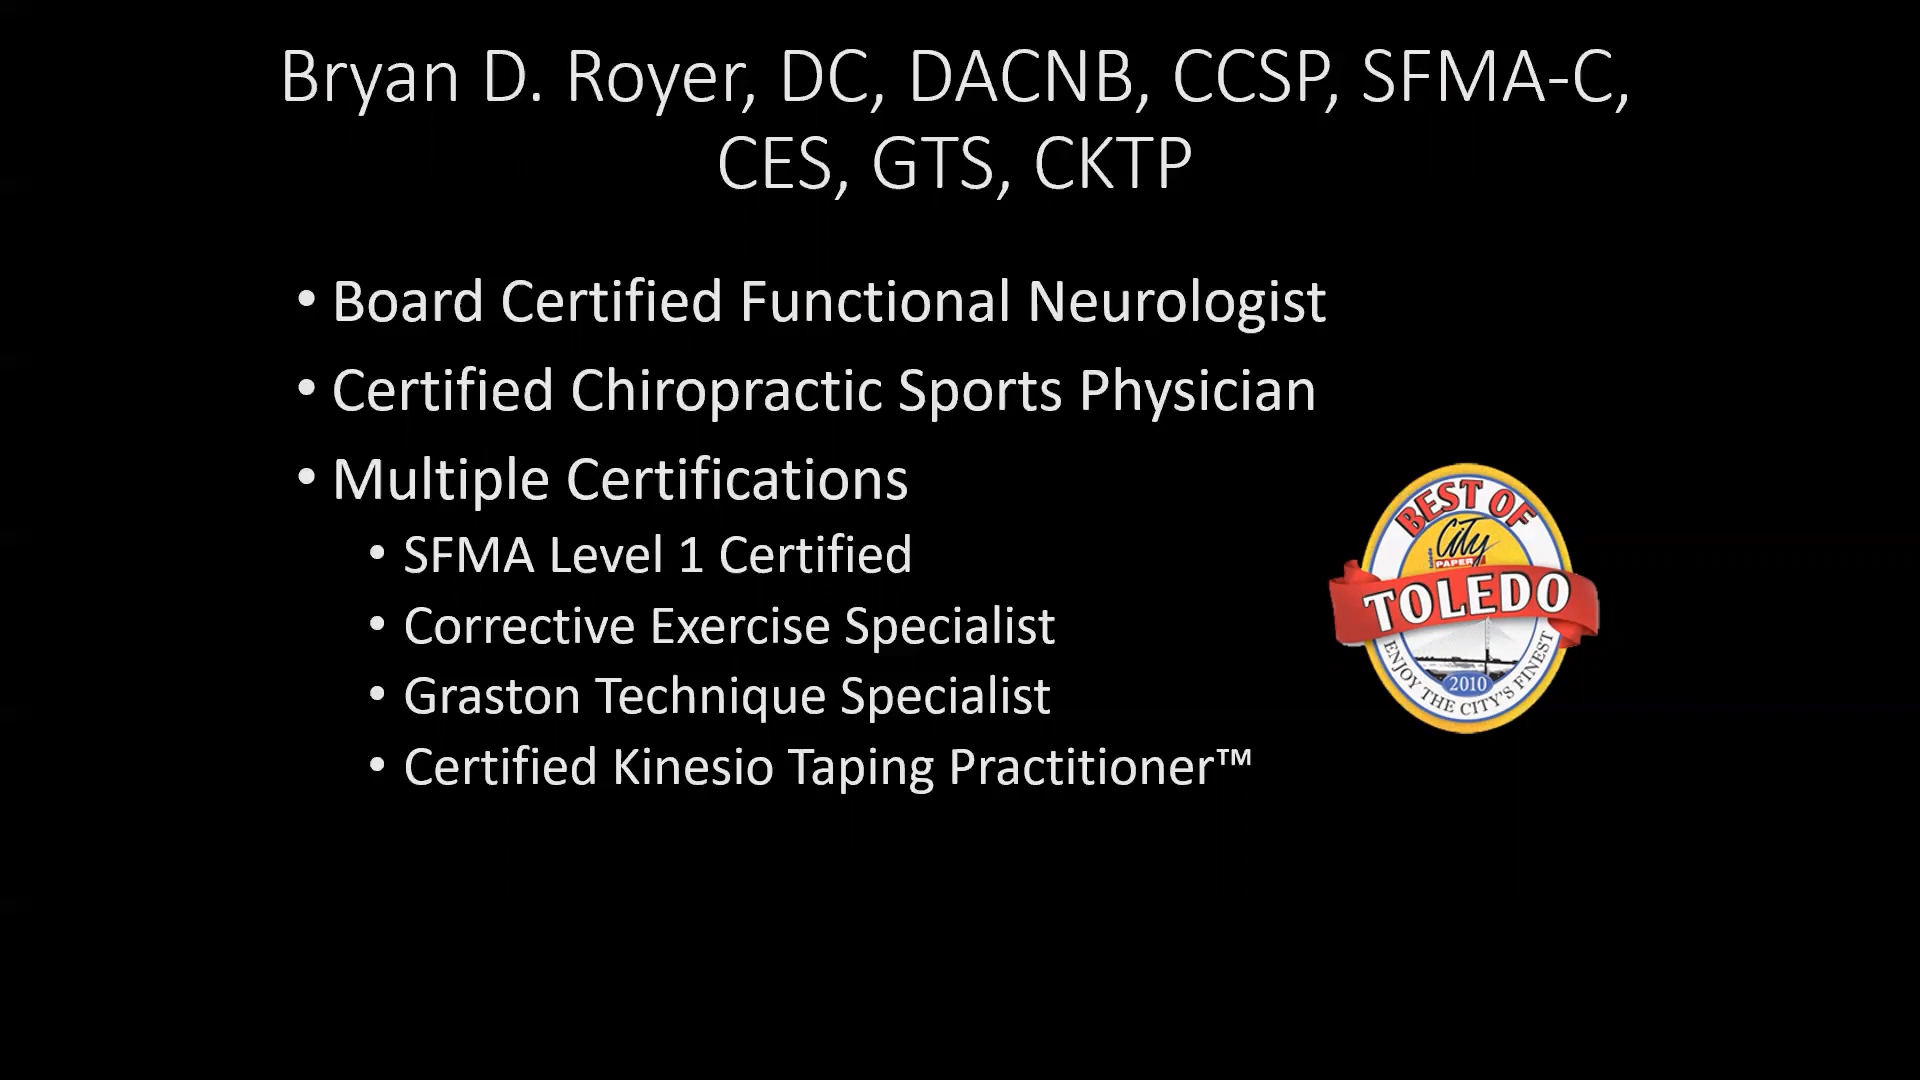 Bryan D. Royer, DC, DACNB, CCSP, SFMA-C,
CES, GTS, CKTP
• Board Certified Functional Neurologist
• Certified Chiropractic Sports Physician
• Multiple Certifications
• SFMA Level 1 Certified
• Corrective Exercise Specialist
• Graston Technique Specialist
• Certified Kinesio Taping Practitioner™
BEST OF
City
PAPER
TOLEDO
2010
ENJOY THE CITY'S FINEST